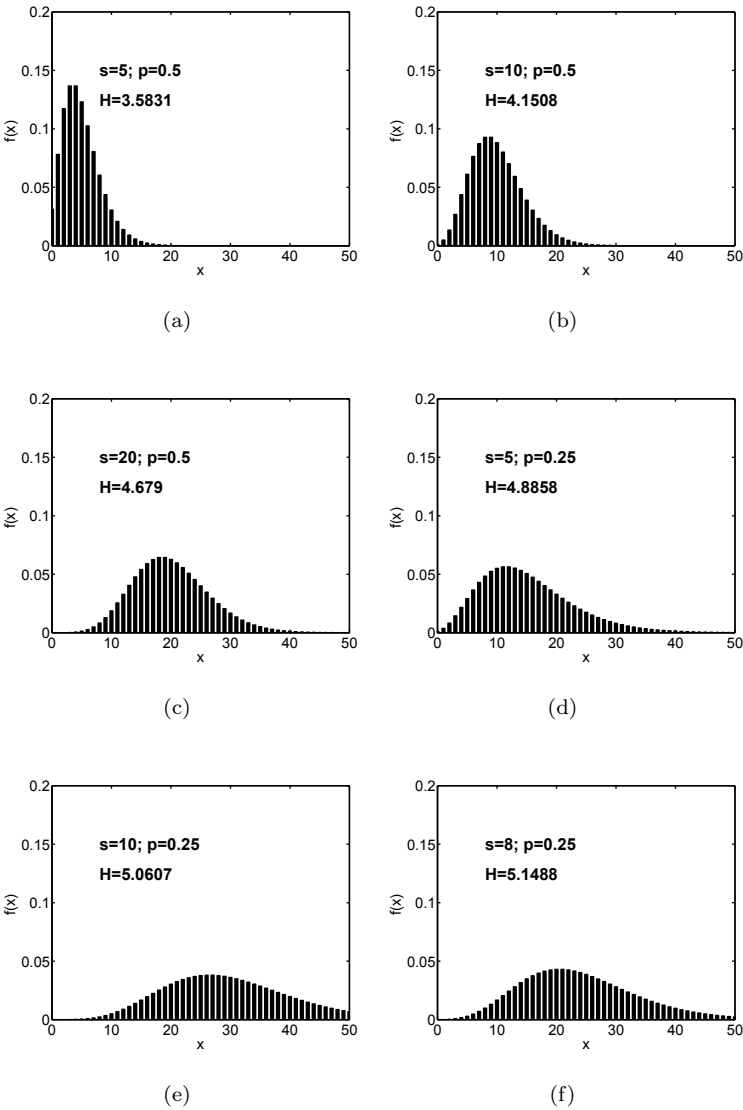 0.2
0.15
0.1
0.05
0
f(x)
s=5; p=0.5
H=3.5831
0 10 20 30 40 50
x
(a)
0.2
0.15
0.1
0.05
0
f(x)
s=10; p=0.5
H=4.1508
0 10 20 30 40 50
x
(b)
0.2
0.15
0.1
0.05
0
f(x)
s=20; p=0.5
H=4.679
0 10 20 30 40 50
x
(c)
0.2
0.15
0.1
0.05
0
f(x)
s=5; p=0.25
H=4.8858
0 10 20 30 40 50
x
(d)
0.2
0.15
0.1
0.05
0
f(x)
s=10; p=0.25
H=5.0607
0 10 20 30 40 50
x
(e)
0.2
0.15
0.1
0.05
0
f(x)
s=8; p=0.25
H=5.1488
0 10 20 30 40 50
x
(f)